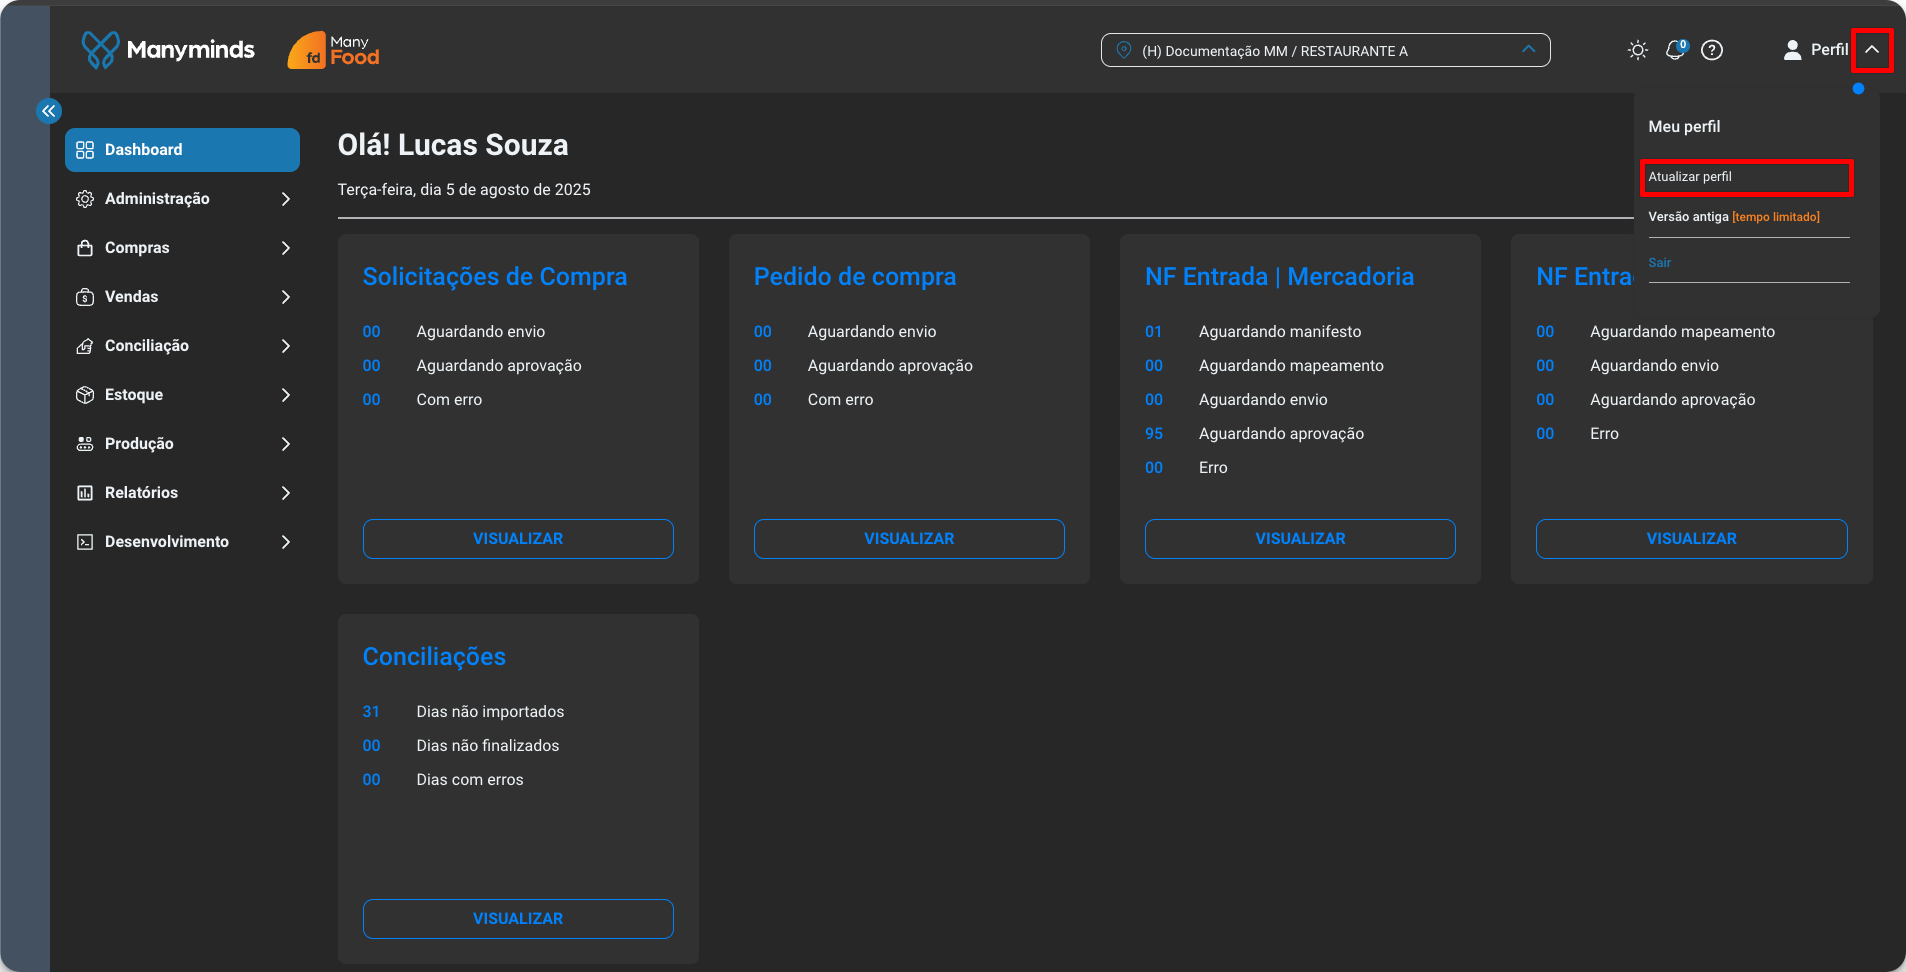 Manyminds
fd Many Food
(H) Documentação MM / RESTAURANTE A
0
Perfil
Meu perfil
Atualizar perfil
Versão antiga [tempo limitado]
Sair
Dashboard
Administração
Compras
Vendas
Conciliação
Estoque
Produção
Relatórios
Desenvolvimento
Olá! Lucas Souza
Terça-feira, dia 5 de agosto de 2025
Solicitações de Compra
00 Aguardando envio
00 Aguardando aprovação
00 Com erro
VISUALIZAR
Pedido de compra
00 Aguardando envio
00 Aguardando aprovação
00 Com erro
VISUALIZAR
NF Entrada | Mercadoria
01 Aguardando manifesto
00 Aguardando mapeamento
00 Aguardando envio
95 Aguardando aprovação
00 Erro
VISUALIZAR
NF Entra
00 Aguardando mapeamento
00 Aguardando envio
00 Aguardando aprovação
00 Erro
VISUALIZAR
Conciliações
31 Dias não importados
00 Dias não finalizados
00 Dias com erros
VISUALIZAR